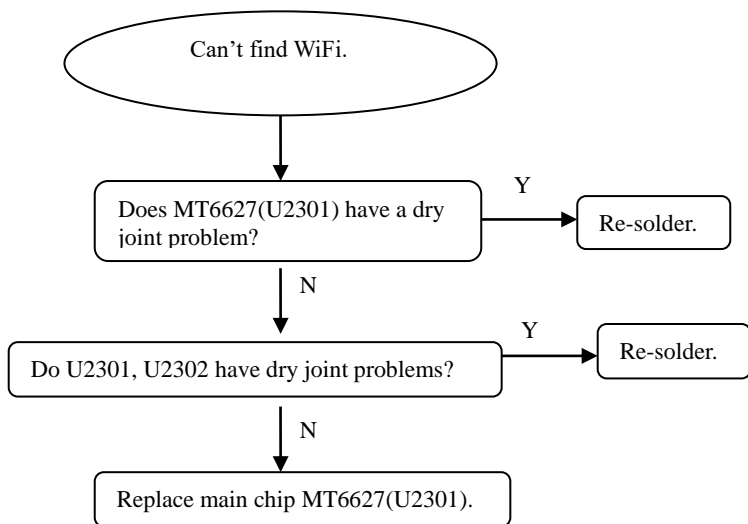 Can’t find WiFi.
Y
Does MT6627(U2301) have a dry
joint problem?
Re-solder.
N
Y
Do U2301, U2302 have dry joint problems?
Re-solder.
N
Replace main chip MT6627(U2301).